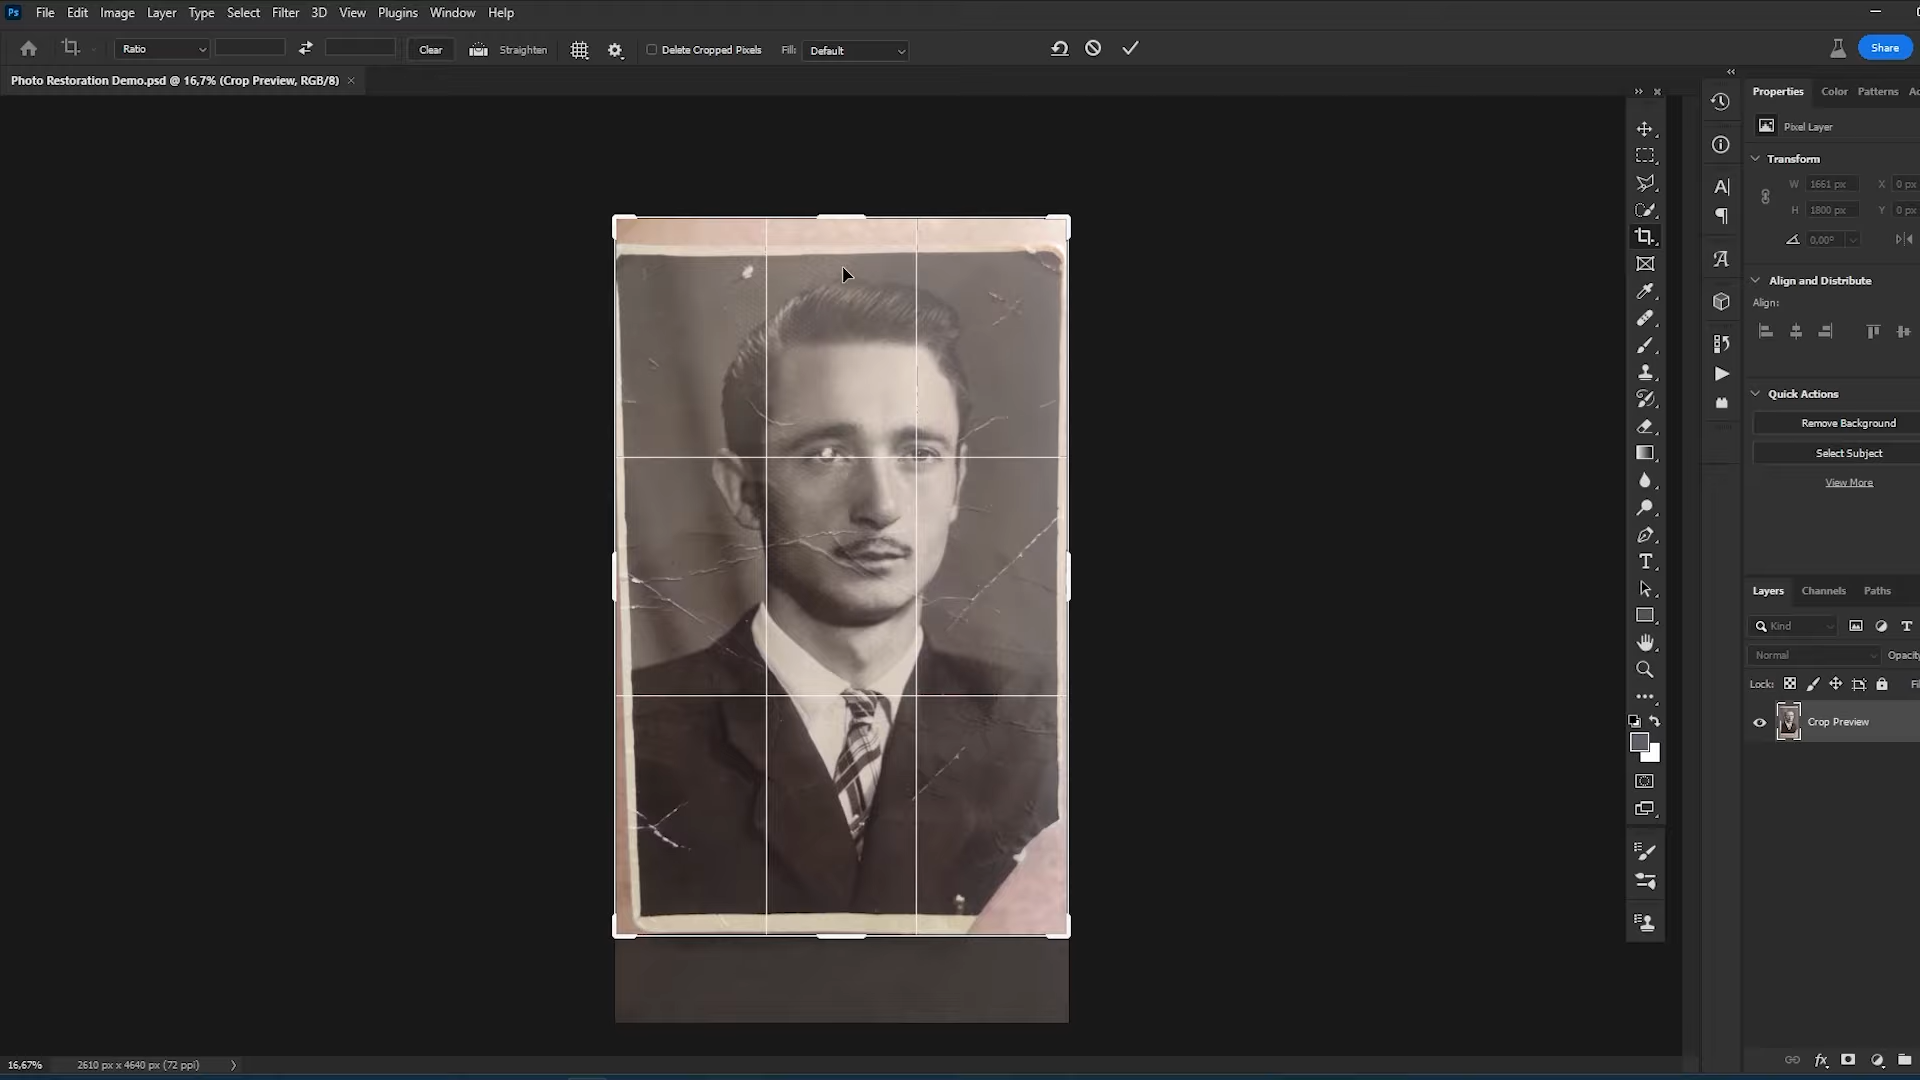 Ps File Edit Image Layer Type Select Filter 3D View Plugins Window Help
Ratio Clear Straighten Delete Cropped Pixels Fill: Default Share
Photo Restoration Demo.psd @ 16,7% (Crop Preview, RGB/8)
Properties Color Patterns
Pixel Layer
Transform
W 1661 px X 0 px
H 1800 px Y 0 px
0,00°
Align and Distribute
Align:
Quick Actions
Remove Background
Select Subject
View More
Layers Channels Paths
Kind
Normal Opacity
Lock:
Crop Preview
16,67% 2610 px x 4640 px (72 ppi)